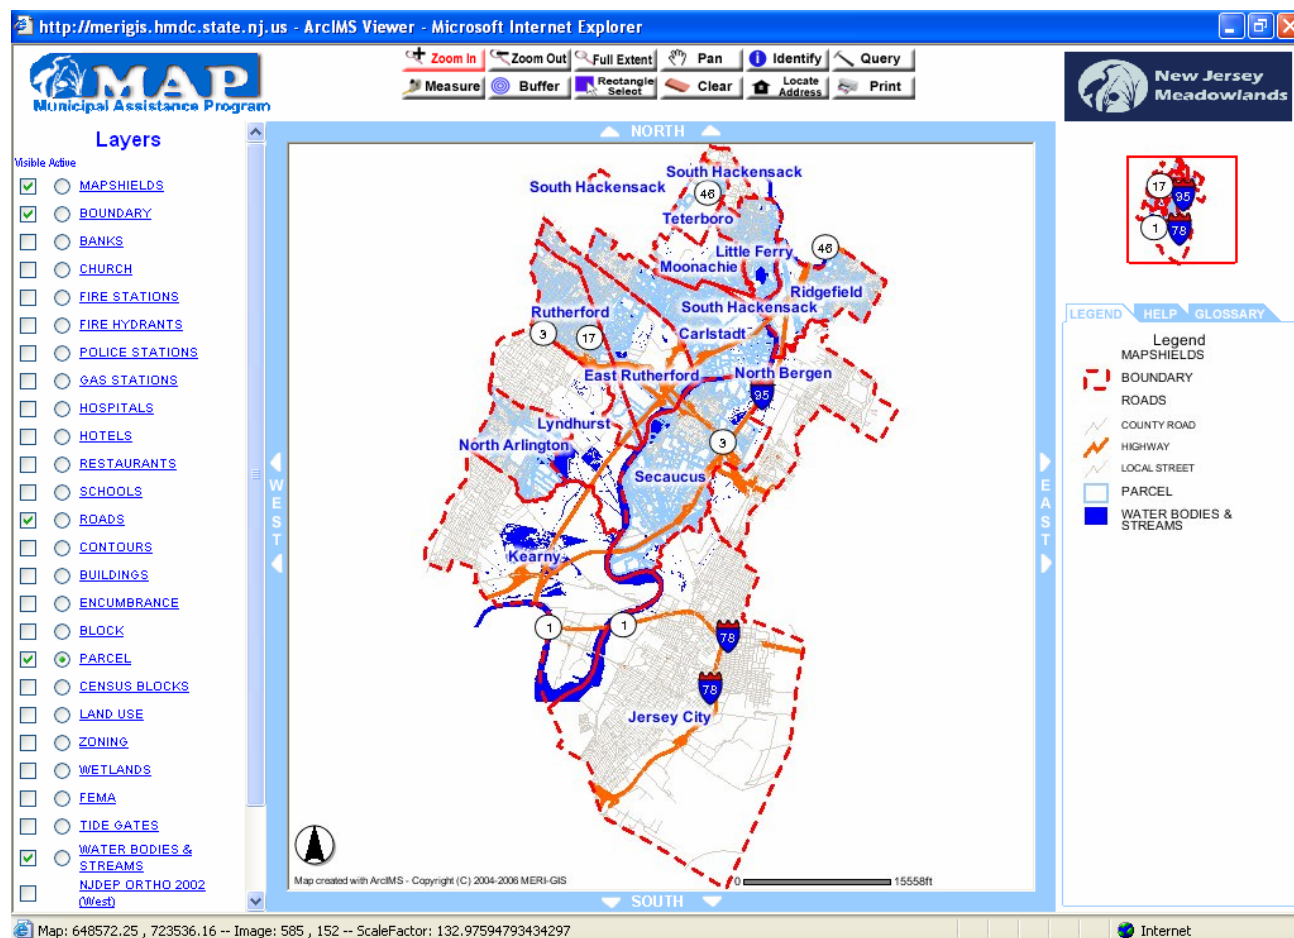 http://merigis.hmdc.state.nj.us - ArcIMS Viewer - Microsoft Internet Explorer
MAP
Municipal Assistance Program
Zoom In
Zoom Out
Full Extent
Pan
Identify
Query
Measure
Buffer
Rectangle
Select
Clear
Locate
Address
Print
New Jersey
Meadowlands
Layers
Visible Active
MAPSHIELDS
BOUNDARY
BANKS
CHURCH
FIRE STATIONS
FIRE HYDRANTS
POLICE STATIONS
GAS STATIONS
HOSPITALS
HOTELS
RESTAURANTS
SCHOOLS
ROADS
CONTOURS
BUILDINGS
ENCUMBRANCE
BLOCK
PARCEL
CENSUS BLOCKS
LAND USE
ZONING
WETLANDS
FEMA
TIDE GATES
WATER BODIES &
STREAMS
NJDEP ORTHO 2002
(West)
NORTH
WEST
South Hackensack
South Hackensack
46
Teterboro
Little Ferry
46
Moonachie
Ridgefield
Rutherford
South Hackensack
3
17
Carlstadt
East Rutherford
North Bergen
95
Lyndhurst
North Arlington
3
Secaucus
Kearny
1
1
78
78
Jersey City
Map created with ArcIMS - Copyright (C) 2004-2006 MERI-GIS
0
15558ft
EAST
SOUTH
17
95
1
78
LEGEND
HELP
GLOSSARY
Legend
MAPSHIELDS
BOUNDARY
ROADS
COUNTY ROAD
HIGHWAY
LOCAL STREET
PARCEL
WATER BODIES &
STREAMS
Map: 648572.25 , 723536.16 -- Image: 585 , 152 -- ScaleFactor: 132.97594793434297
Internet